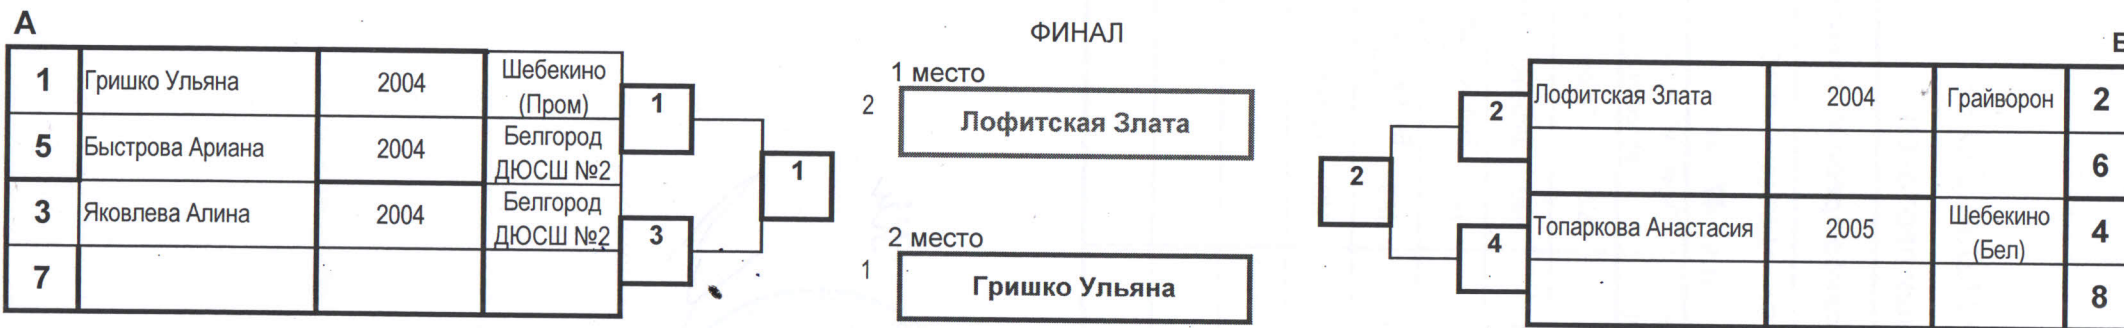 А
ФИНАЛ
1 Гришко Ульяна 2004 Шебекино (Пром)
5 Быстрова Ариана 2004 Белгород ДЮСШ №2
3 Яковлева Алина 2004 Белгород ДЮСШ №2
7
1
3
1
1 место
2 Лофитская Злата
2 место
1 Гришко Ульяна
2
2
4
Лофитская Злата 2004 Грайворон 2
6
Топаркова Анастасия 2005 Шебекино (Бел) 4
8